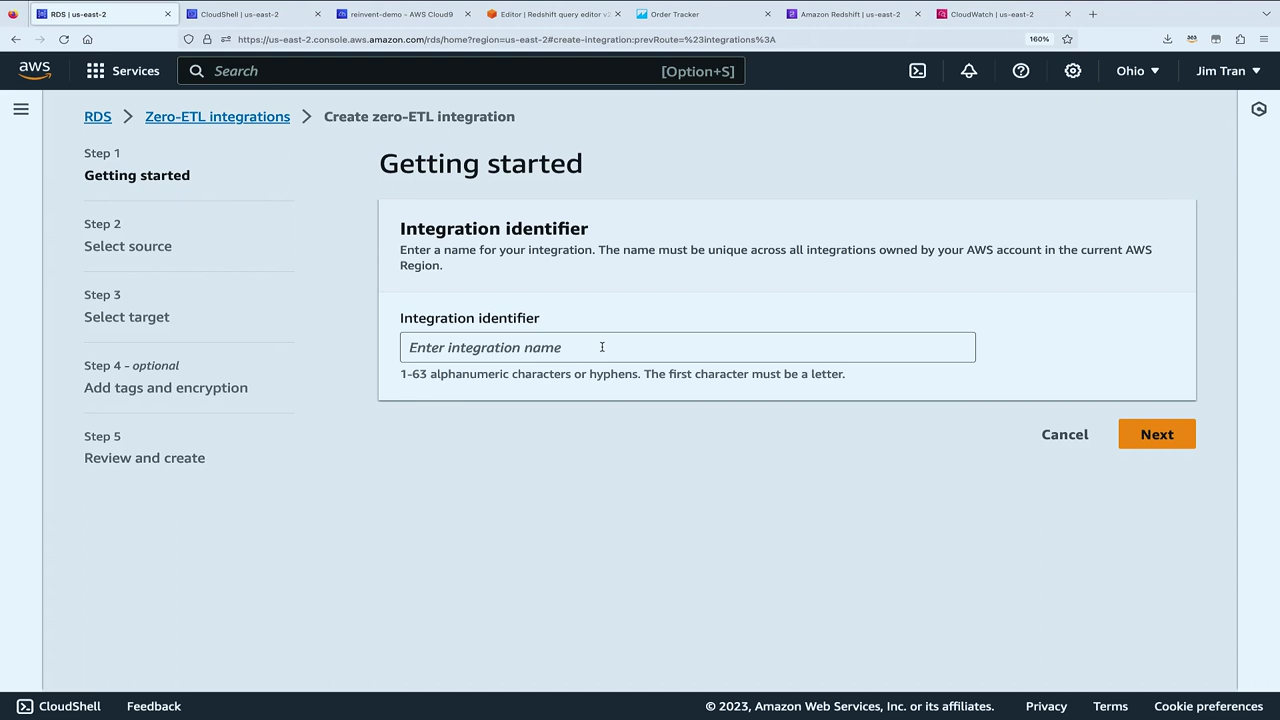 RDS | us-east-2
CloudShell | us-east-2
reinvent-demo - AWS Cloud9
Editor | Redshift query editor v2
Order Tracker
Amazon Redshift | us-east-2
CloudWatch | us-east-2
https://us-east-2.console.aws.amazon.com/rds/home?region=us-east-2#create-integration:prevRoute=%23integrations%3A
160%
aws
Services
Search
[Option+S]
Ohio
Jim Tran
RDS
Zero-ETL integrations
Create zero-ETL integration
Step 1
Getting started
Step 2
Select source
Step 3
Select target
Step 4 - optional
Add tags and encryption
Step 5
Review and create
Getting started
Integration identifier
Enter a name for your integration. The name must be unique across all integrations owned by your AWS account in the current AWS
Region.
Integration identifier
Enter integration name
1-63 alphanumeric characters or hyphens. The first character must be a letter.
Cancel
Next
CloudShell
Feedback
© 2023, Amazon Web Services, Inc. or its affiliates.
Privacy
Terms
Cookie preferences